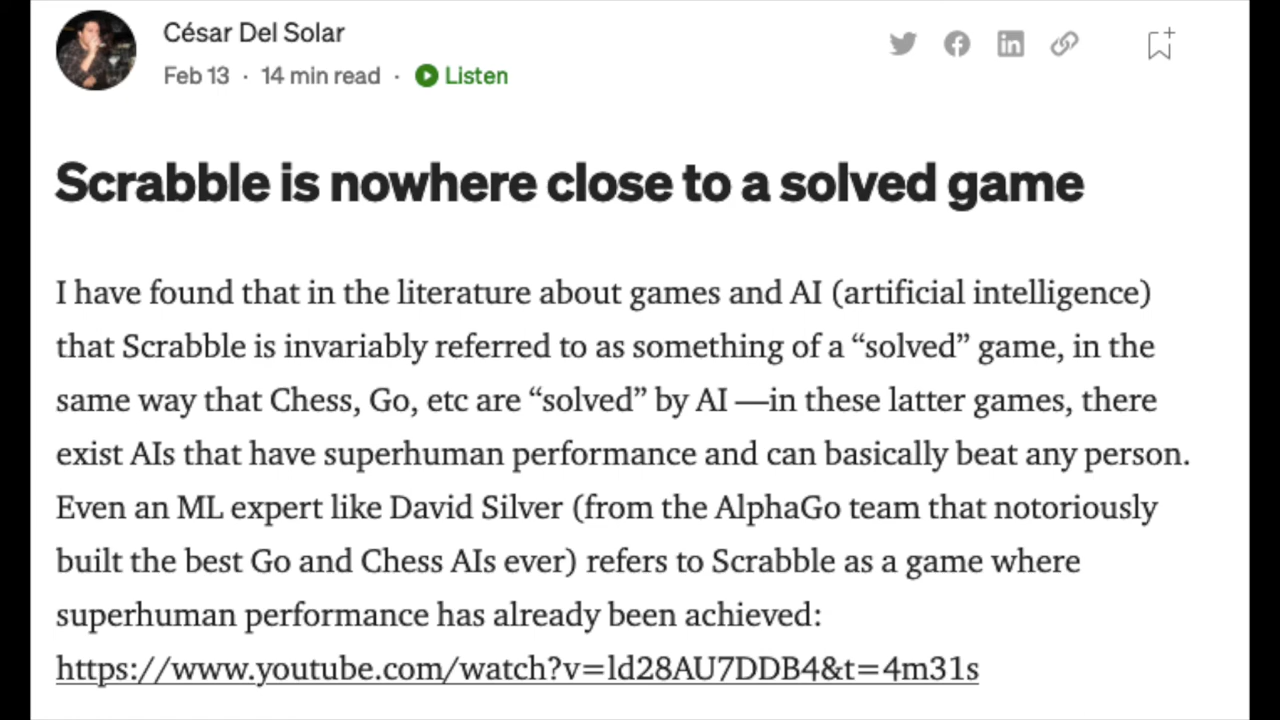 César Del Solar
Feb 13 · 14 min read · Listen
Scrabble is nowhere close to a solved game
I have found that in the literature about games and AI (artificial intelligence)
that Scrabble is invariably referred to as something of a “solved” game, in the
same way that Chess, Go, etc are “solved” by AI —in these latter games, there
exist AIs that have superhuman performance and can basically beat any person.
Even an ML expert like David Silver (from the AlphaGo team that notoriously
built the best Go and Chess AIs ever) refers to Scrabble as a game where
superhuman performance has already been achieved:
https://www.youtube.com/watch?v=ld28AU7DDB4&t=4m31s